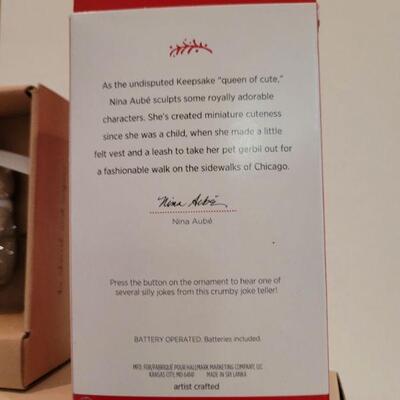 As the undisputed Keepsake "queen of cute,"
Nina Aubé sculpts some royally adorable
characters. She's created miniature cuteness
since she was a child, when she made a little
felt vest and a leash to take her pet gerbil out for
a fashionable walk on the sidewalks of Chicago.
Nina Aubé
Nina Aubé
Press the button on the ornament to hear one of
several silly jokes from this crumby joke teller!
BATTERY OPERATED. Batteries included.
MFD. FOR/FABRIQUÉ POUR HALLMARK MARKETING COMPANY, LLC
KANSAS CITY, MO 64141 MADE IN SRI LANKA
artist crafted